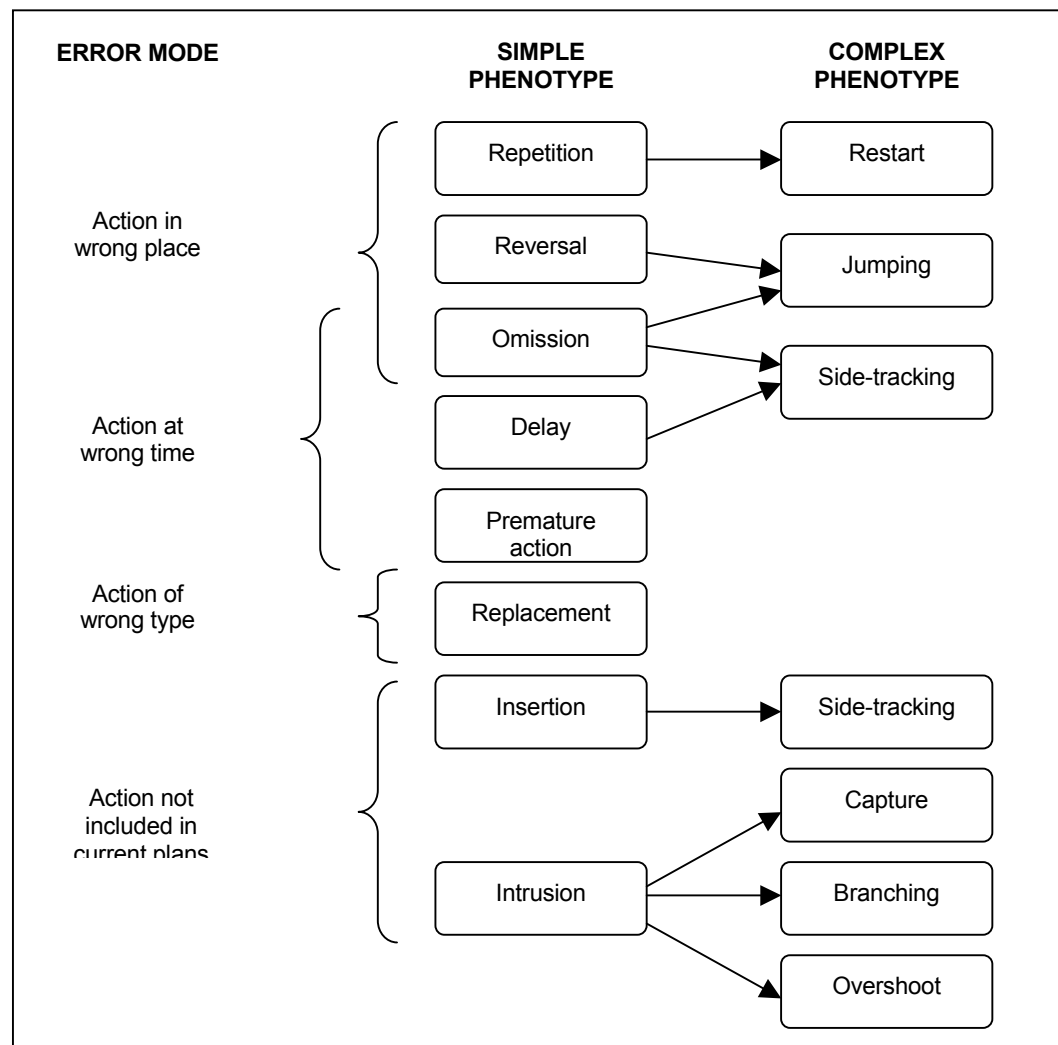 ERROR MODE
SIMPLE
PHENOTYPE
COMPLEX
PHENOTYPE
Repetition
Restart
Action in
wrong place
Reversal
Jumping
Omission
Side-tracking
Action at
wrong time
Delay
Premature
action
Action of
wrong type
Replacement
Insertion
Side-tracking
Action not
included in
current plans
Capture
Intrusion
Branching
Overshoot